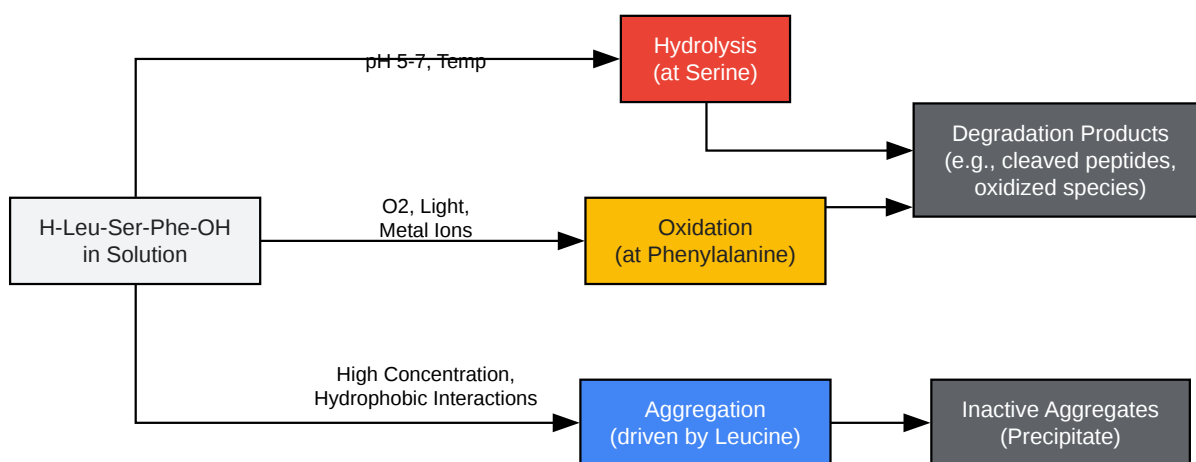 Hydrolysis
(at Serine)
pH 5-7, Temp
Degradation Products
(e.g., cleaved peptides,
oxidized species)
H-Leu-Ser-Phe-OH
in Solution
O2, Light,
Metal Ions
Oxidation
(at Phenylalanine)
High Concentration,
Hydrophobic Interactions
Aggregation
(driven by Leucine)
Inactive Aggregates
(Precipitate)